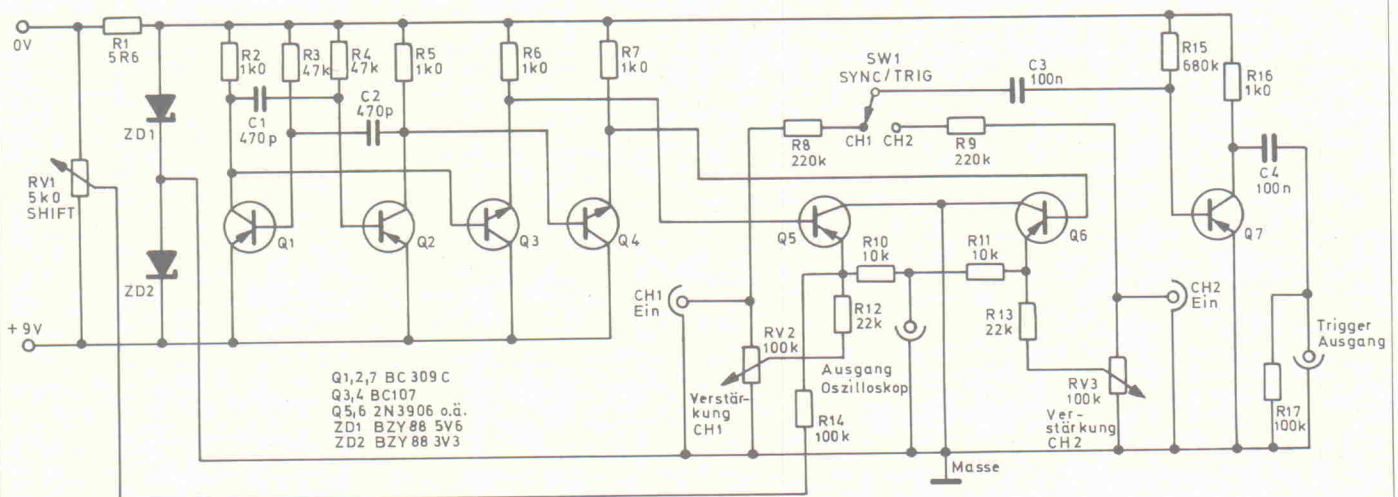 0V
R1
5R6
R2
1k0
R3
47k
R4
47k
R5
1k0
R6
1k0
R7
1k0
C1
470p
C2
470p
ZD1
ZD2
RV1
5k0
SHIFT
Q1
Q2
Q3
Q4
+9V
SW1
SYNC/TRIG
C3
100n
R15
680k
R16
1k0
R8
220k
CH1
CH2
R9
220k
C4
100n
Q5
Q6
Q7
R10
10k
R11
10k
CH1
Ein
R12
22k
R13
22k
CH2
Ein
RV2
100k
Verstär-
kung
CH1
Ausgang
Oszilloskop
R14
100k
RV3
100k
Ver-
stärkung
CH2
Trigger
Ausgang
R17
100k
Masse
Q1,2,7 BC 309 C
Q3,4 BC107
Q5,6 2N3906 o.ä.
ZD1 BZY88 5V6
ZD2 BZY88 3V3